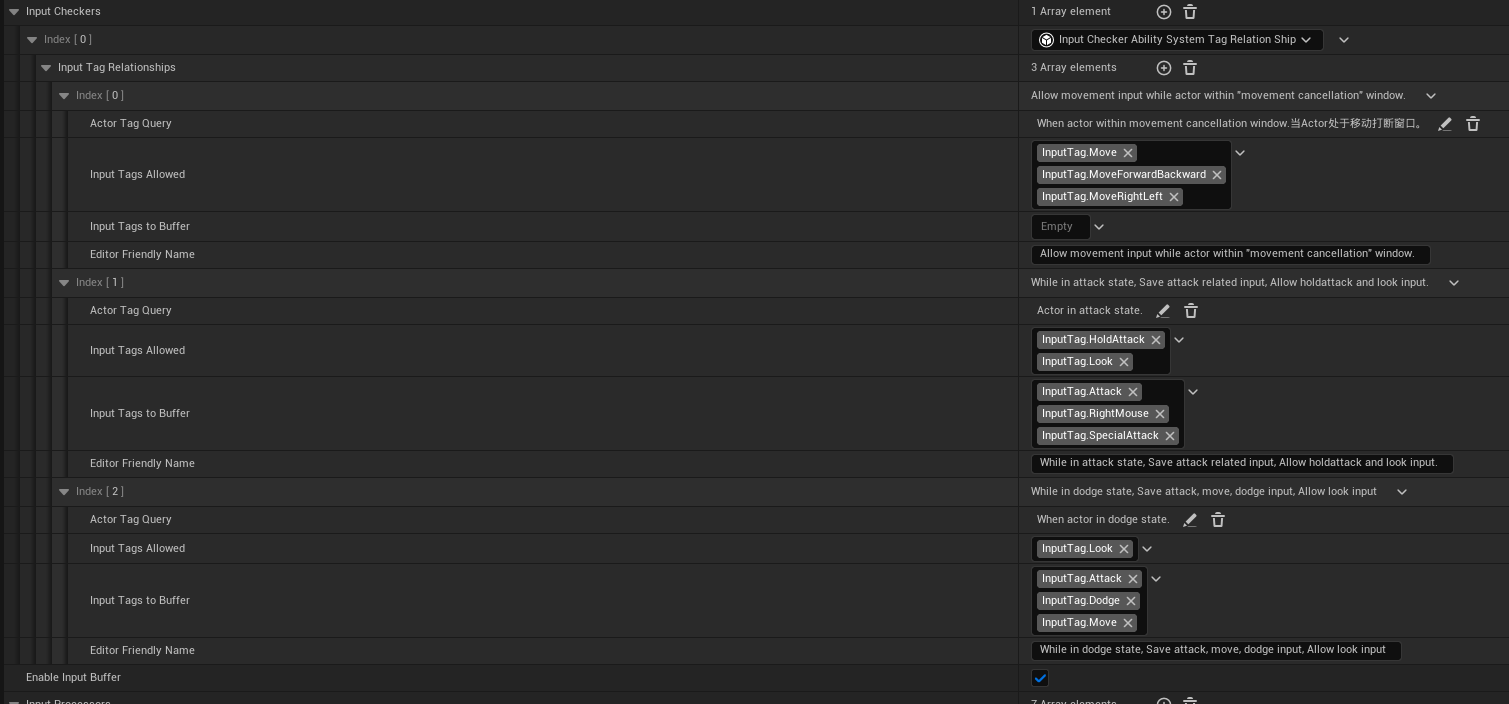 Input Checkers 1 Array element
Index [ 0 ] Input Checker Ability System Tag Relation Ship
Input Tag Relationships 3 Array elements
Index [ 0 ] Allow movement input while actor within "movement cancellation" window.
Actor Tag Query When actor within movement cancellation window.当Actor处于移动打断窗口。
Input Tags Allowed
InputTag.Move
InputTag.MoveForwardBackward
InputTag.MoveRightLeft
Input Tags to Buffer Empty
Editor Friendly Name Allow movement input while actor within "movement cancellation" window.
Index [ 1 ] While in attack state, Save attack related input, Allow holdattack and look input.
Actor Tag Query Actor in attack state.
Input Tags Allowed
InputTag.HoldAttack
InputTag.Look
Input Tags to Buffer
InputTag.Attack
InputTag.RightMouse
InputTag.SpecialAttack
Editor Friendly Name While in attack state, Save attack related input, Allow holdattack and look input.
Index [ 2 ] While in dodge state, Save attack, move, dodge input, Allow look input
Actor Tag Query When actor in dodge state.
Input Tags Allowed InputTag.Look
Input Tags to Buffer
InputTag.Attack
InputTag.Dodge
InputTag.Move
Editor Friendly Name While in dodge state, Save attack, move, dodge input, Allow look input
Enable Input Buffer
Input Processors 7 Array elements